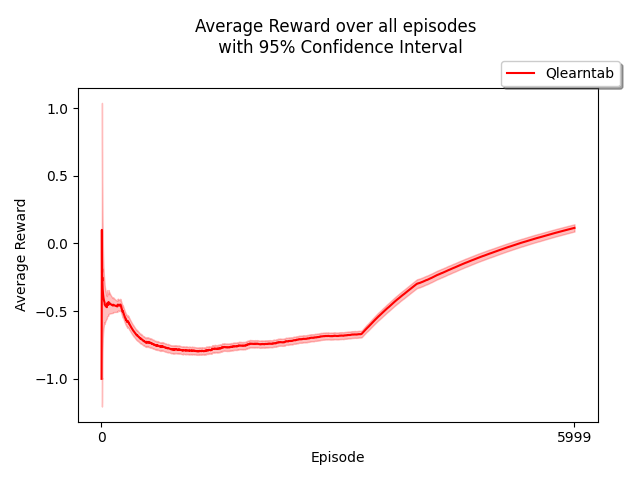 Average Reward over all episodes
with 95% Confidence Interval
Qlearntab
1.0
0.5
0.0
−0.5
−1.0
Average Reward
0
5999
Episode